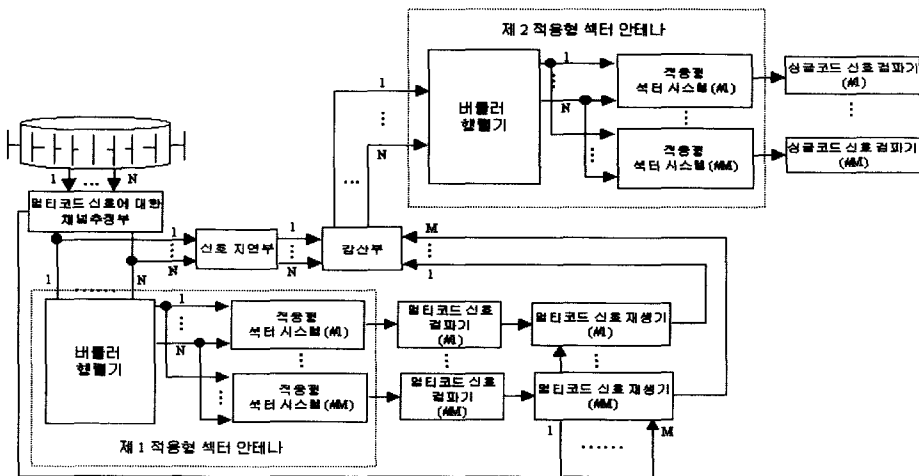 제 2 적응형 섹터 안테나
버틀러
행렬기
1
N
적응형
섹터 시스템(#1)
적응형
섹터 시스템(#M)
싱글코드 신호 검파기
(#1)
싱글코드 신호 검파기
(#M)
1
N
1
N
멀티코드 신호에 대한
채널추정부
1
N
신호 지연부
1
N
감산부
M
1
1
N
버틀러
행렬기
1
N
적응형
섹터 시스템(#1)
적응형
섹터 시스템(#M)
제 1 적응형 섹터 안테나
멀티코드 신호
검파기
(#1)
멀티코드 신호
검파기
(#M)
멀티코드 신호 재생기
(#1)
멀티코드 신호 재생기
(#M)
1
M